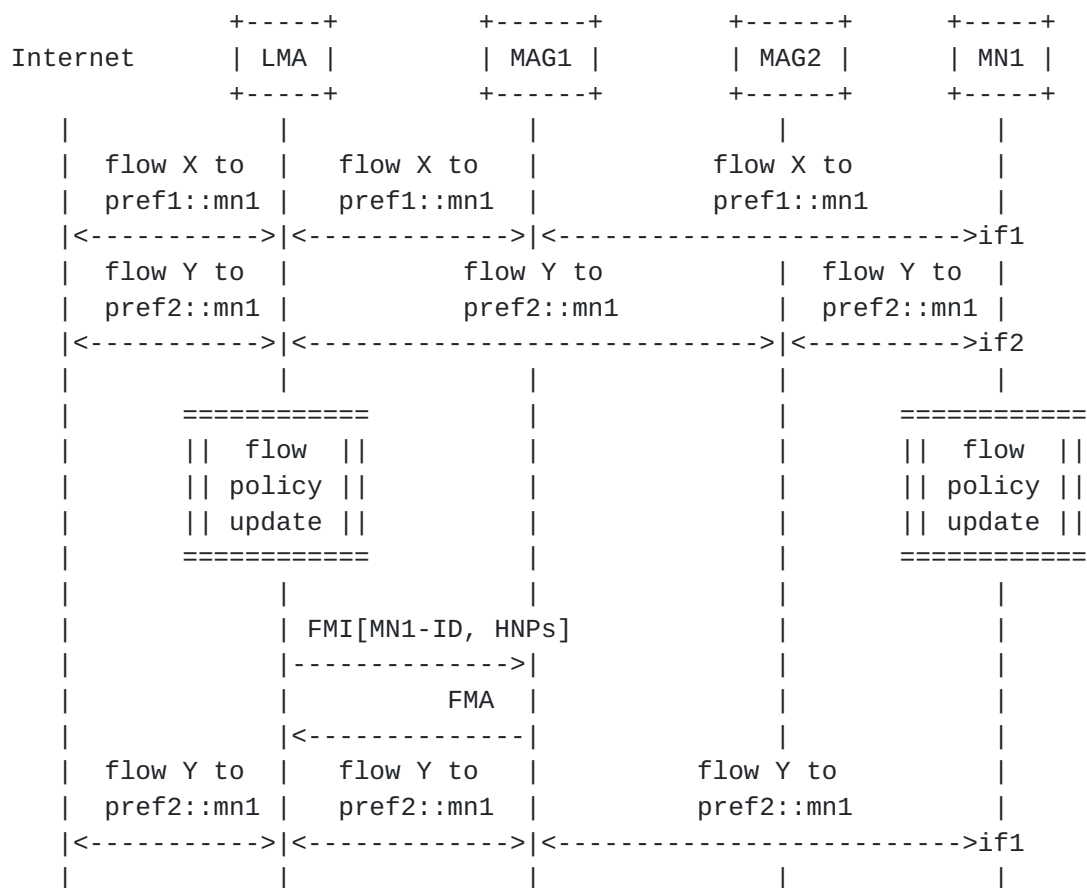 +-----+         +------+        +------+      +-----+
Internet      | LMA |         | MAG1 |        | MAG2 |      | MN1 |
              +-----+         +------+        +------+      +-----+
   |             |               |               |             |
   |  flow X to  |   flow X to   |           flow X to         |
   |  pref1::mn1 |   pref1::mn1  |           pref1::mn1        |
   |<----------->|<------------->|<-------------------------->if1
   |  flow Y to  |           flow Y to           |  flow Y to  |
   |  pref2::mn1 |           pref2::mn1          |  pref2::mn1 |
   |<----------->|<----------------------------->|<---------->if2
   |             |               |               |             |
   |       ============          |               |       ============
   |       ||  flow  ||          |               |       ||  flow  ||
   |       || policy ||          |               |       || policy ||
   |       || update ||          |               |       || update ||
   |       ============          |               |       ============
   |             |               |               |             |
   |             | FMI[MN1-ID, HNPs]             |             |
   |             |-------------->|               |             |
   |             |          FMA  |               |             |
   |             |<--------------|               |             |
   |  flow Y to  |   flow Y to   |          flow Y to          |
   |  pref2::mn1 |   pref2::mn1  |          pref2::mn1         |
   |<----------->|<------------->|<-------------------------->if1
   |             |               |               |             |